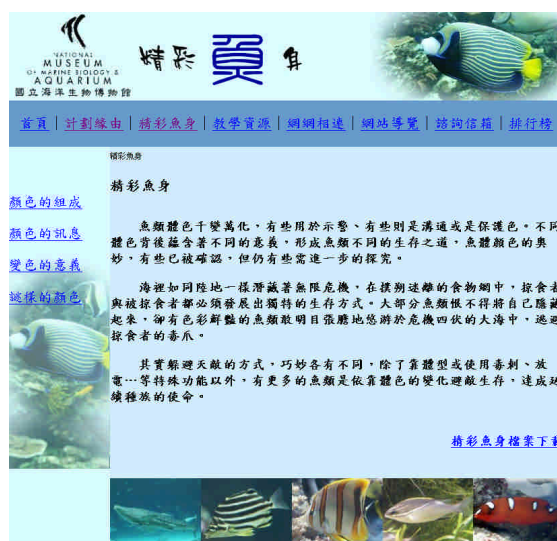 NATIONAL
MUSEUM
OF MARINE BIOLOGY &
AQUARIUM
國立海洋生物博物館
精彩魚身
首頁 | 計劃緣由 | 精彩魚身 | 教學資源 | 網網相連 | 網站導覽 | 諮詢信箱 | 排行榜
顏色的組成
顏色的訊息
變色的意義
謎樣的顏色
精彩魚身
精彩魚身
魚類體色千變萬化，有些用於示警、有些則是溝通或是保護色。不同
體色背後蘊含著不同的意義，形成魚類不同的生存之道，魚體顏色的奧
妙，有些已被確認，但仍有些需進一步的探究。
海裡如同陸地一樣潛藏著無限危機，在撲朔迷離的食物網中，掠食者
與被掠食者都必須發展出獨特的生存方式。大部分魚類恨不得將自己隱藏
起來，卻有色彩鮮豔的魚類敢明目張膽地悠游於危機四伏的大海中，逃避
掠食者的毒爪。
其實躲避天敵的方式，巧妙各有不同，除了靠體型或使用毒刺、放
電…等特殊功能以外，有更多的魚類是依靠體色的變化避敵生存，達成延
續種族的使命。
精彩魚身檔案下載